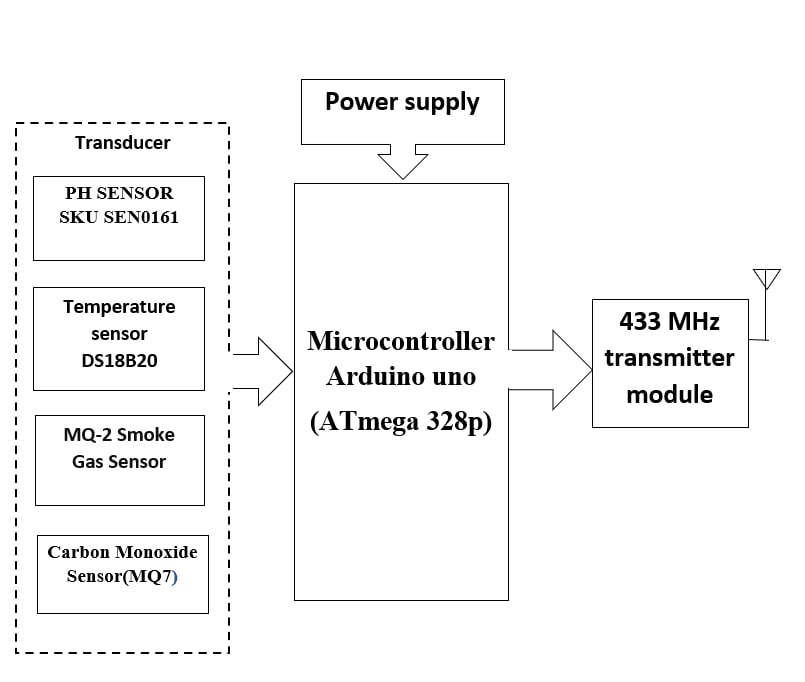 Power supply
Transducer
PH SENSOR
SKU SEN0161
Temperature
sensor
DS18B20
MQ-2 Smoke
Gas Sensor
Carbon Monoxide
Sensor(MQ7)
Microcontroller
Arduino uno
(ATmega 328p)
433 MHz
transmitter
module